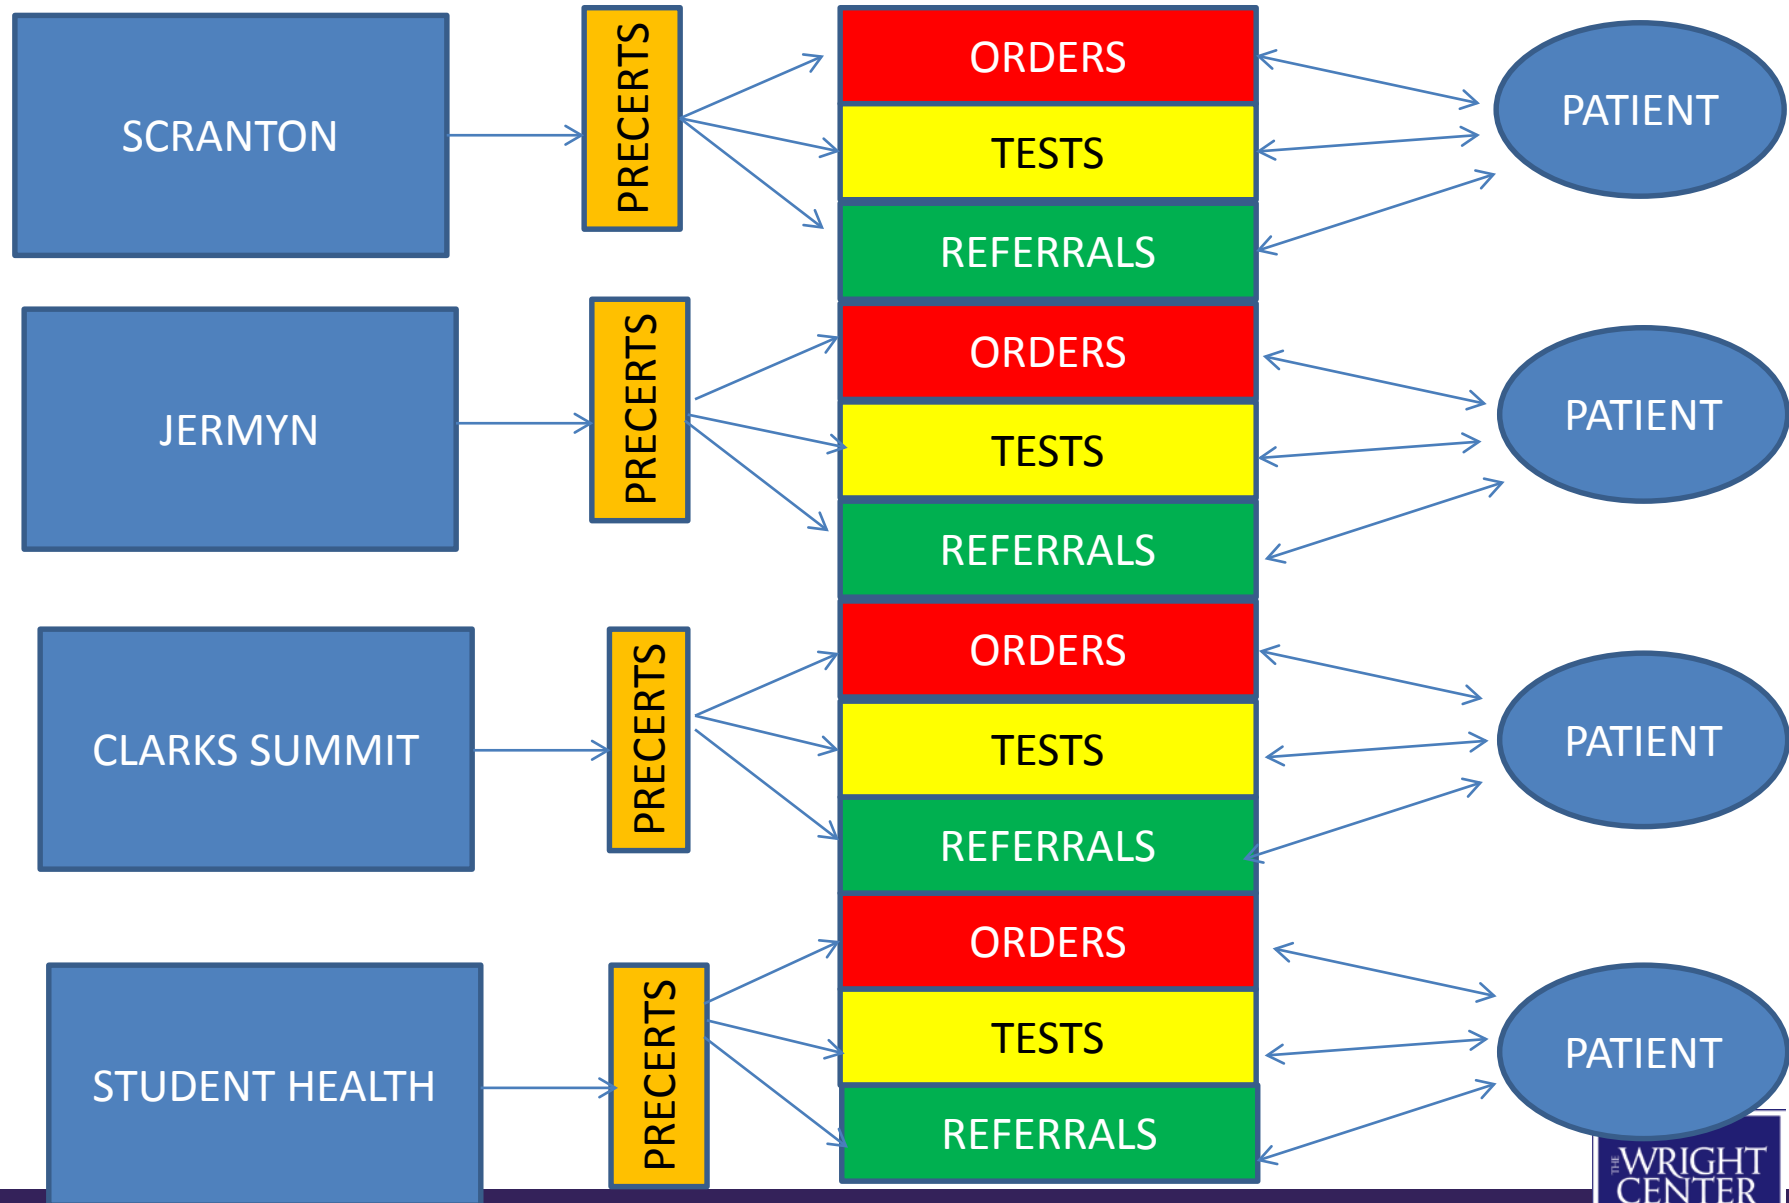 SCRANTON
PRECERTS
ORDERS
TESTS
REFERRALS
PATIENT
JERMYN
PRECERTS
ORDERS
TESTS
REFERRALS
PATIENT
CLARKS SUMMIT
PRECERTS
ORDERS
TESTS
REFERRALS
PATIENT
STUDENT HEALTH
PRECERTS
ORDERS
TESTS
REFERRALS
PATIENT
THE WRIGHT
CENTER